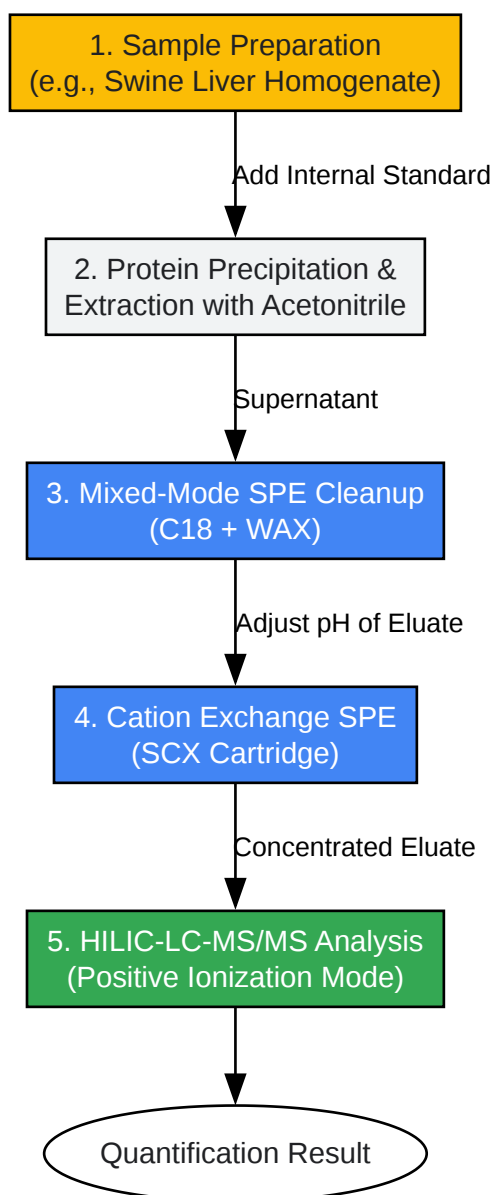 1. Sample Preparation
(e.g., Swine Liver Homogenate)
Add Internal Standard
2. Protein Precipitation &
Extraction with Acetonitrile
Supernatant
3. Mixed-Mode SPE Cleanup
(C18 + WAX)
Adjust pH of Eluate
4. Cation Exchange SPE
(SCX Cartridge)
Concentrated Eluate
5. HILIC-LC-MS/MS Analysis
(Positive Ionization Mode)
Quantification Result